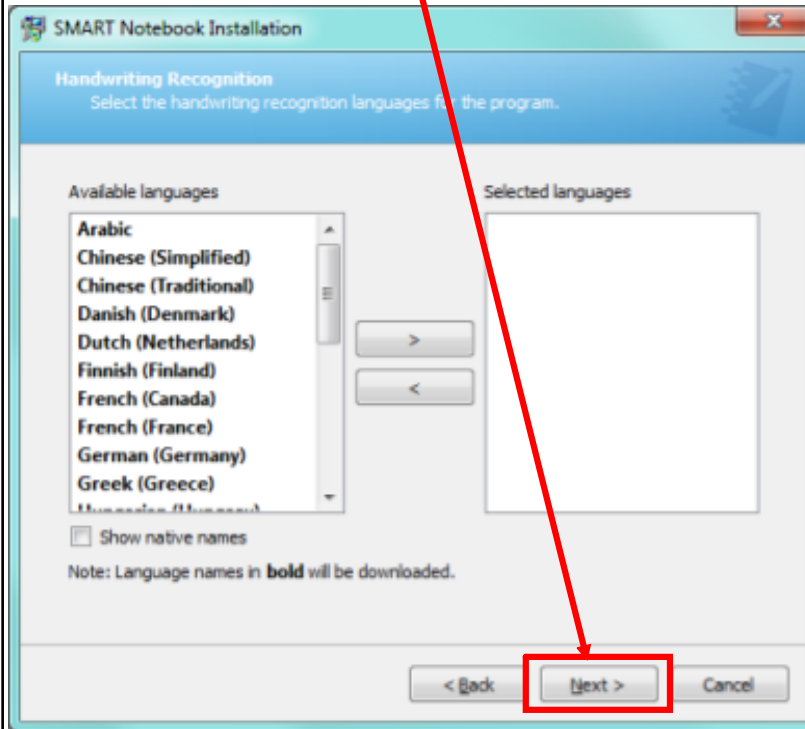 SMART Notebook Installation
Handwriting Recognition
Select the handwriting recognition languages for the program.
Available languages
Selected languages
Arabic
Chinese (Simplified)
Chinese (Traditional)
Danish (Denmark)
Dutch (Netherlands)
Finnish (Finland)
French (Canada)
French (France)
German (Germany)
Greek (Greece)
Hungarian (Hungary)
>
<
Show native names
Note: Language names in bold will be downloaded.
< Back
Next >
Cancel